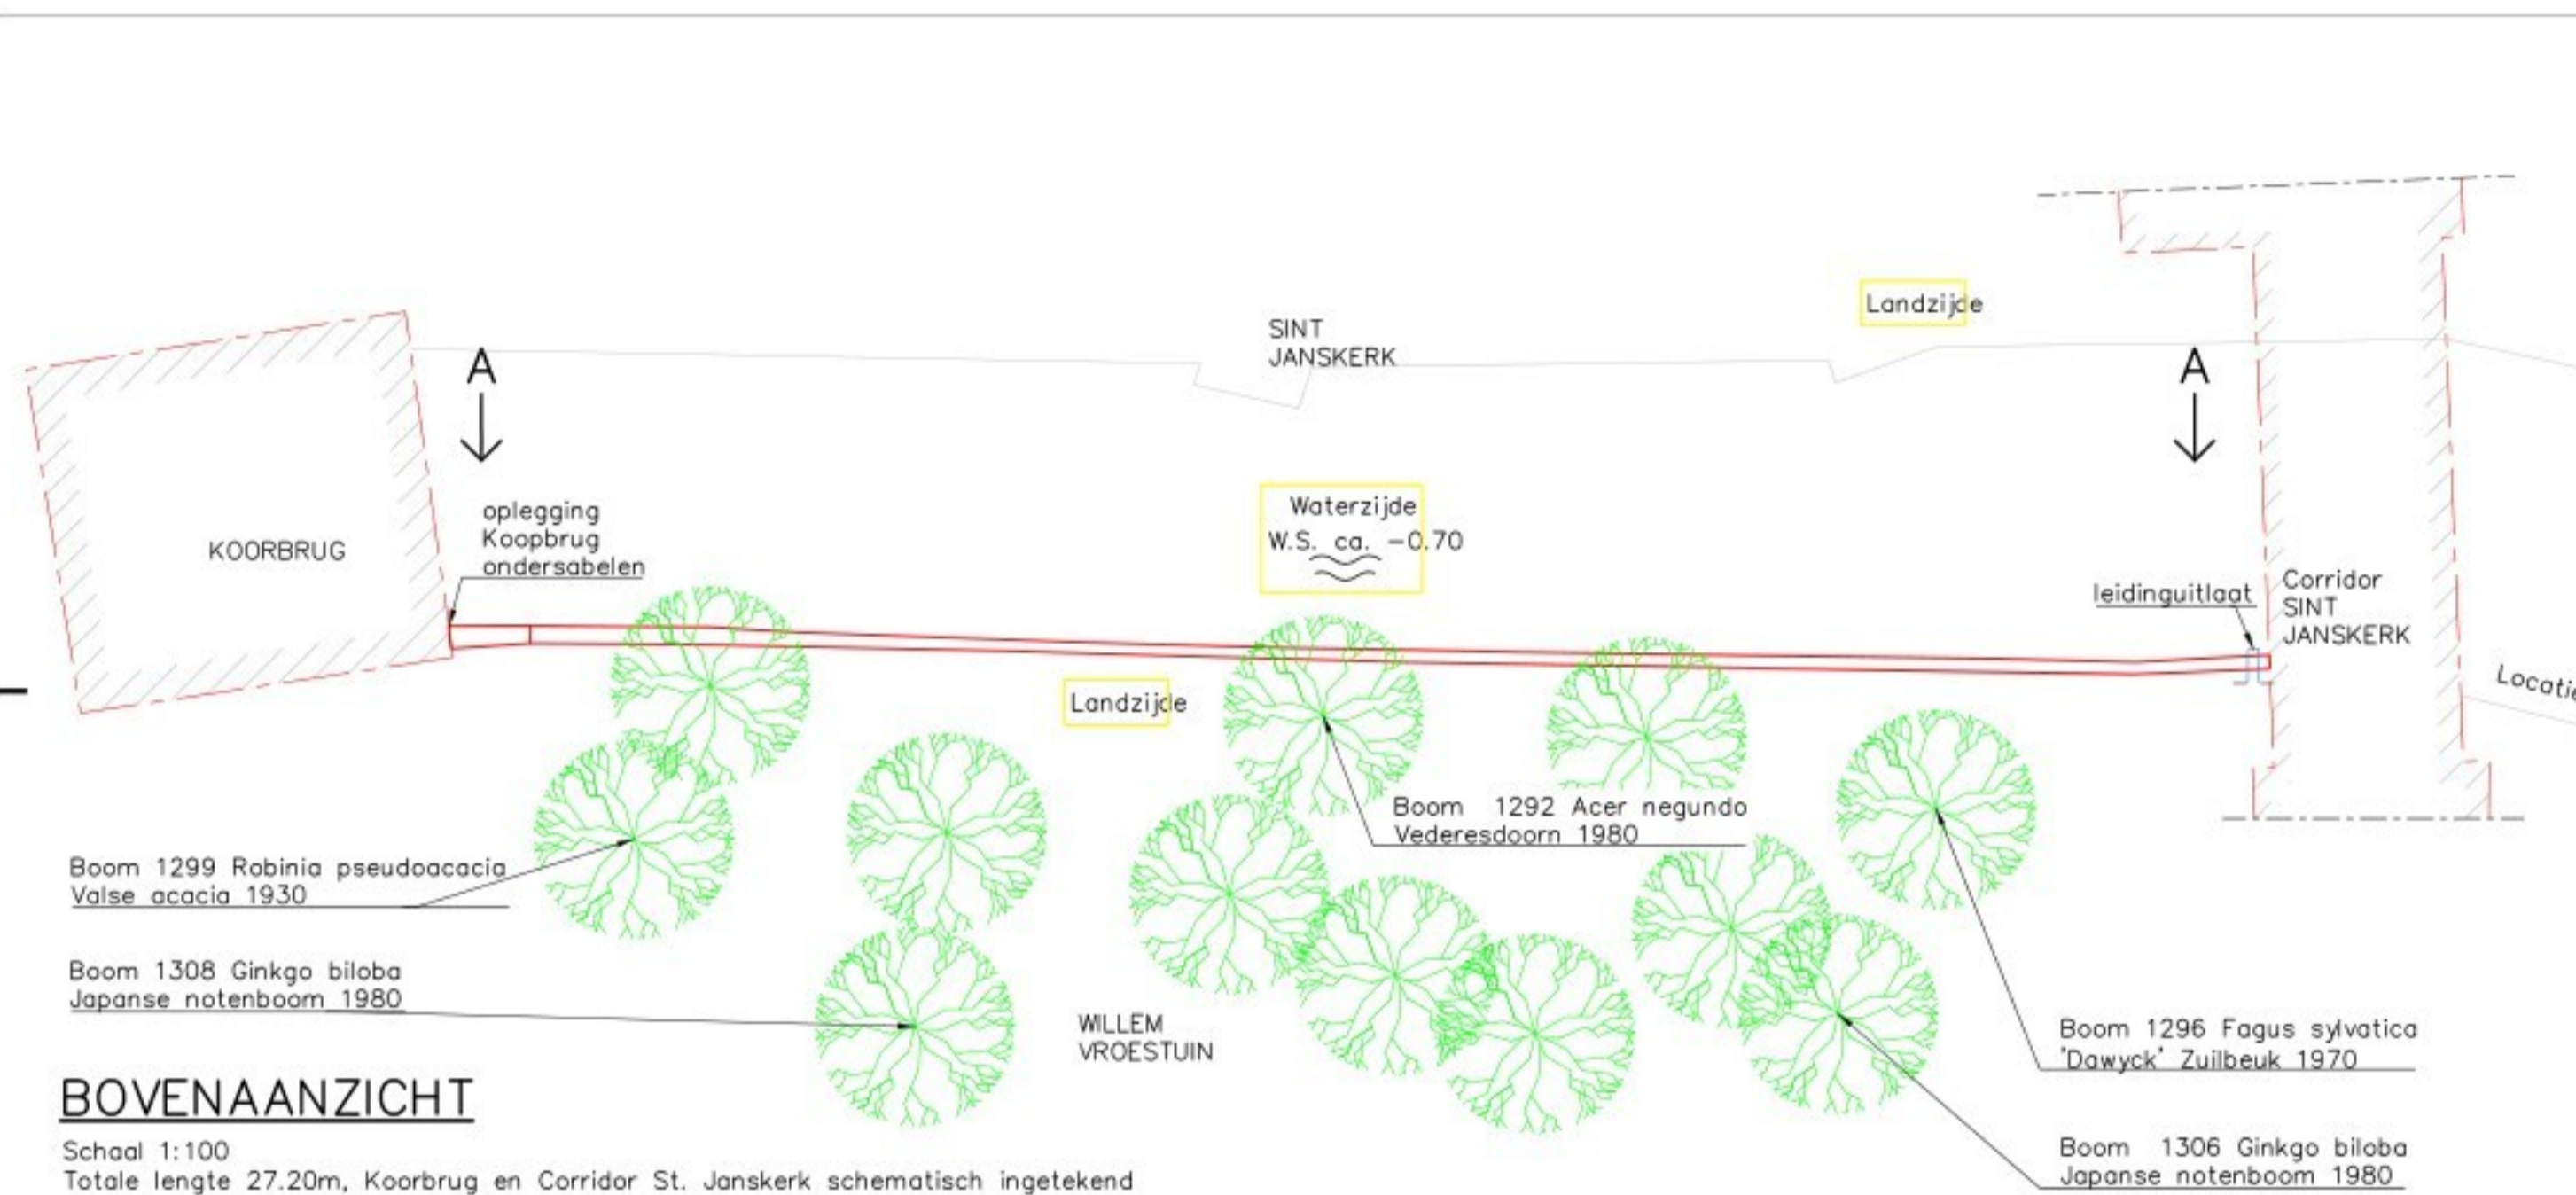 SINT
JANSKERK
Landzijde
A
A
oplegging
Koopbrug
ondersabelen
KOORBRUG
Waterzijde
W.S. ca. -0.70
leidinguitlaat
Corridor
SINT
JANSKERK
Landzijde
Boom 1292 Acer negundo
Vederesdoorn 1980
Boom 1299 Robinia pseudoacacia
Valse acacia 1930
Boom 1308 Ginkgo biloba
Japanse notenboom 1980
WILLEM
VROESTUIN
Boom 1296 Fagus sylvatica
'Dawyck' Zuilbeuk 1970
Boom 1306 Ginkgo biloba
Japanse notenboom 1980
BOVENAANZICHT
Schaal 1:100
Totale lengte 27.20m, Koorbrug en Corridor St. Janskerk schematisch ingetekend